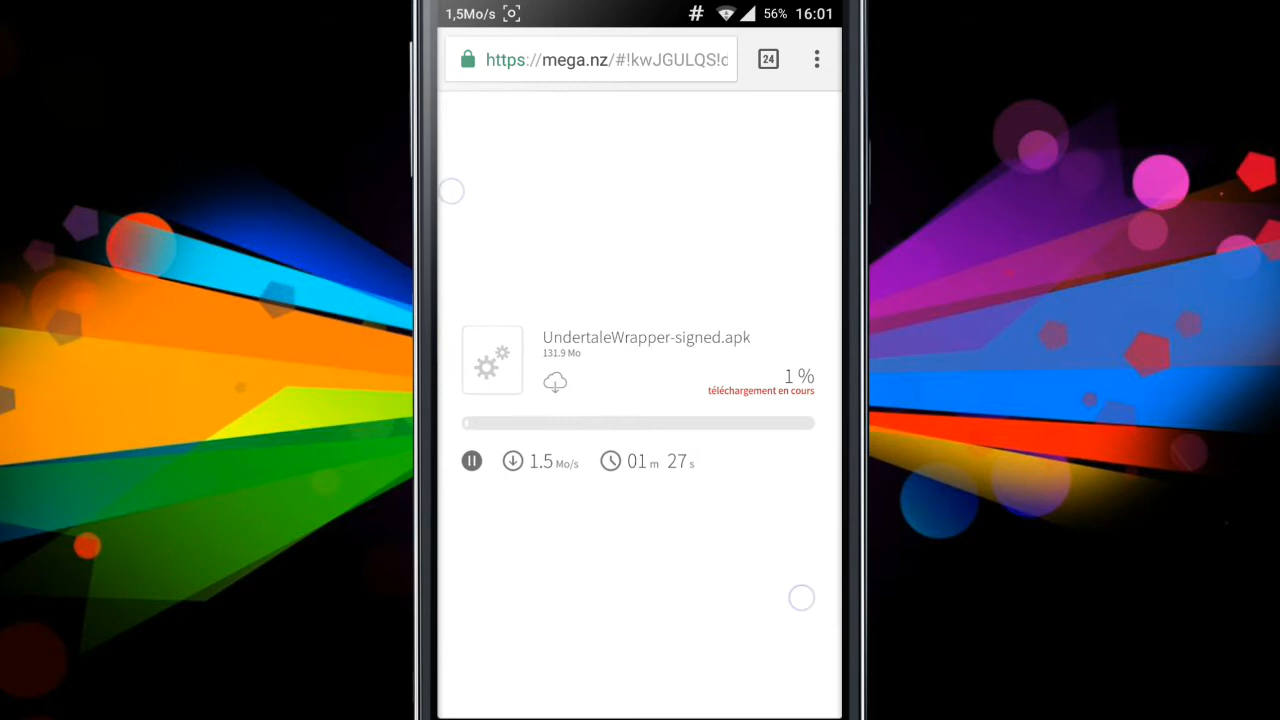 1,5Mo/s # 56% 16:01
https://mega.nz/#!kwJGULQS!d 24
UndertaleWrapper-signed.apk
131.9 Mo
1 %
téléchargement en cours
1.5 Mo/s 01 m 27 s